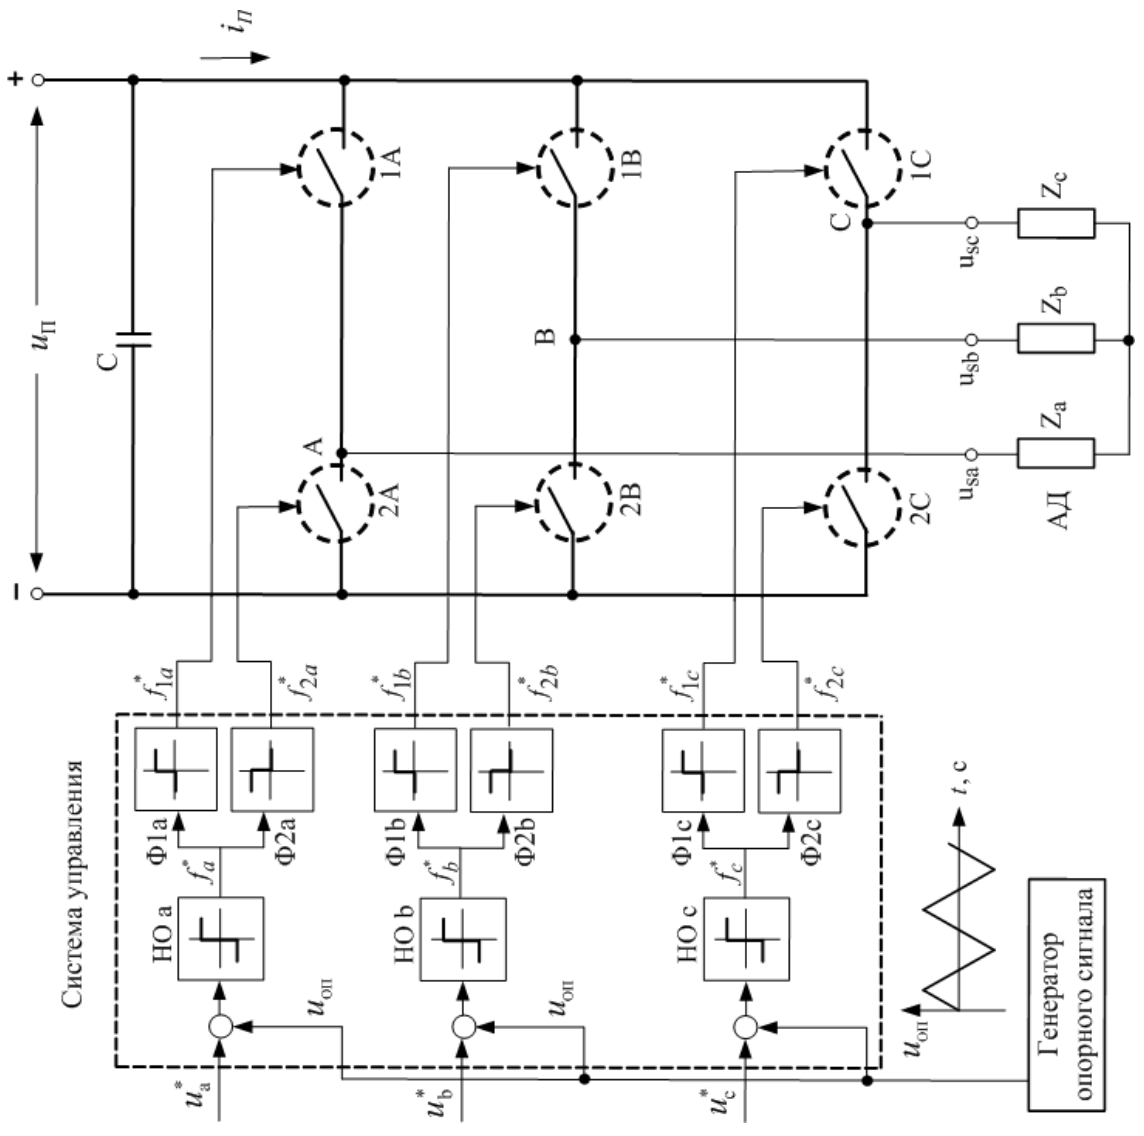 − +
u_П
Система управления
C
i_П
u*_a
u_оп
НО a
f*_a
Ф1a
Ф2a
f*_1a
f*_2a
A
2A
1A
u*_b
u_оп
НО b
f*_b
Ф1b
Ф2b
f*_1b
f*_2b
B
2B
1B
u*_c
НО c
f*_c
Ф1c
Ф2c
f*_1c
f*_2c
C
2C
1C
u_оп
t, c
u_sa
u_sb
u_sc
Z_a
Z_b
Z_c
АД
Генератор
опорного сигнала